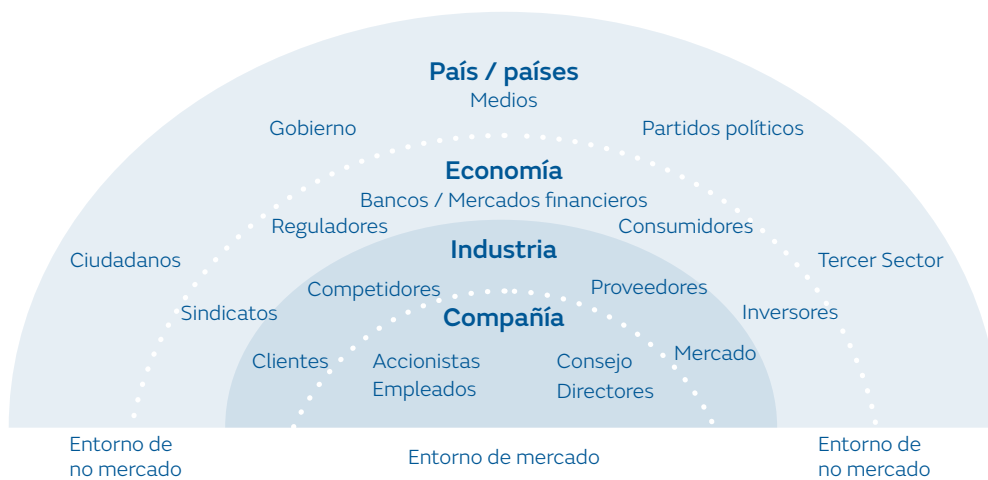 País / países
Medios
Gobierno
Partidos políticos
Economía
Bancos / Mercados financieros
Reguladores
Consumidores
Industria
Ciudadanos
Tercer Sector
Competidores
Proveedores
Sindicatos
Inversores
Compañía
Clientes
Accionistas
Consejo
Mercado
Empleados
Directores
Entorno de
no mercado
Entorno de mercado
Entorno de
no mercado